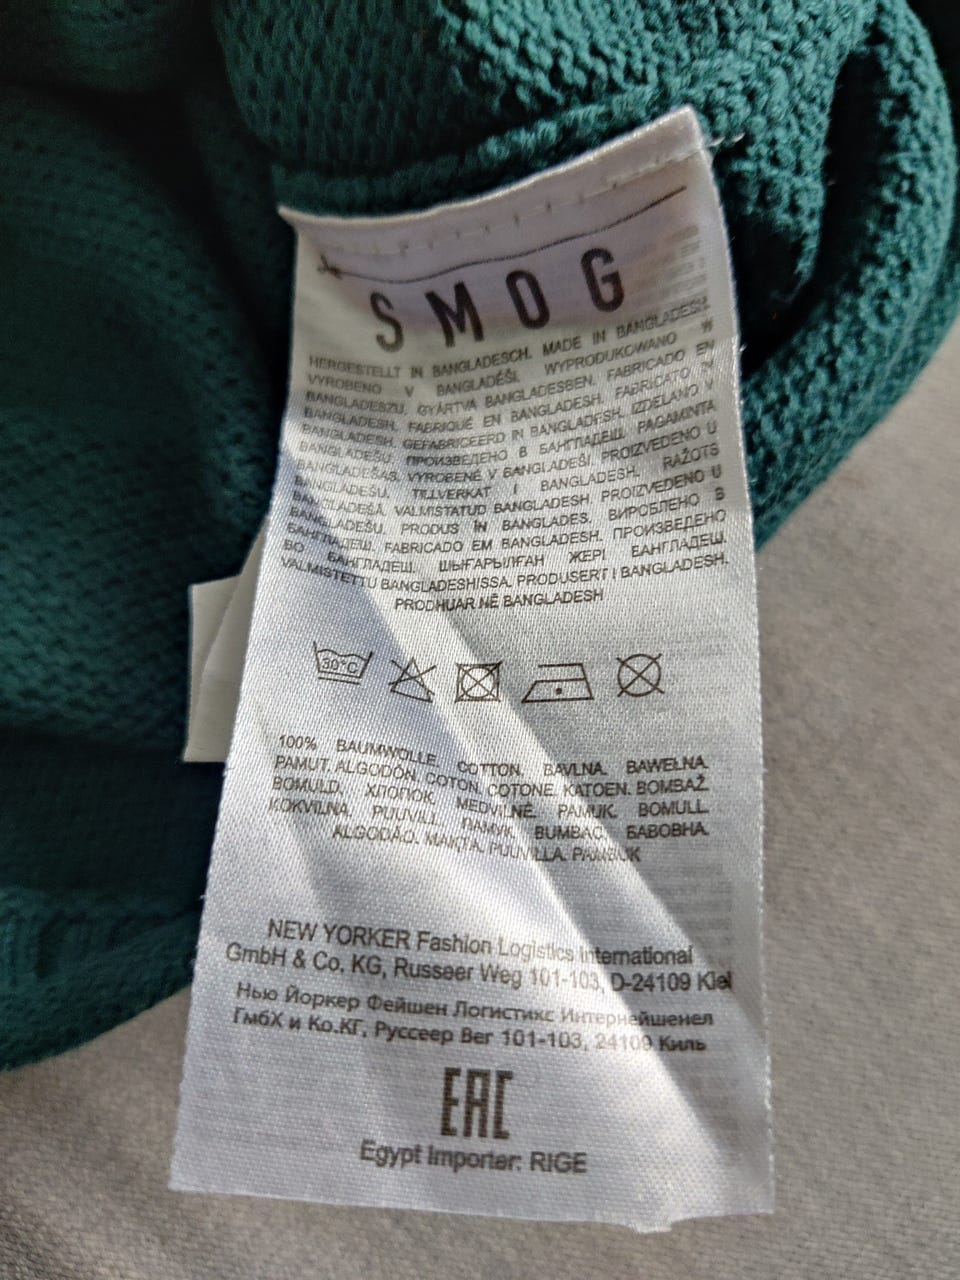 SMOG
HERGESTELLT IN BANGLADESCH. MADE IN BANGLADESH.
VYROBENO V BANGLADÉŠI. WYPRODUKOWANO W
BANGLADESZU. GYÁRTVA BANGLADESBEN. FABRICADO EN
BANGLADESH. FABRIQUÉ EN BANGLADESH. FABRICATO IN
BANGLADESH. GEFABRICEERD IN BANGLADESH. IZDELANO V
BANGLADEŠU. ПРОИЗВЕДЕНО В БАНГЛАДЕШ. PAGAMINTA
BANGLADEŠAS. VYROBENÉ V BANGLADÉŠI. PROIZVEDENO U
BANGLADEŠU. TILLVERKAT I BANGLADESH. RAŽOTS
BANGLADEŠĀ. VALMISTATUD BANGLADESH. PROIZVEDENO U
BANGLADEŠU. PRODUS ÎN BANGLADES. ВИРОБЛЕНО В
БАНГЛАДЕШ. FABRICADO EM BANGLADESH. ПРОИЗВЕДЕНО
ВО БАНГЛАДЕШ. ШЫҒАРЫЛҒАН ЖЕРІ БАНГЛАДЕШ.
VALMISTETTU BANGLADESHISSA. PRODUSERT I BANGLADESH.
PRODHUAR NË BANGLADESH
30°C
100% BAUMWOLLE. COTTON. BAVLNA. BAWEŁNA.
PAMUT. ALGODÓN. COTON. COTONE. KATOEN. BOMBAŽ.
BOMULD. ХЛОПОК. MEDVILNĖ. PAMUK. BOMULL.
KOKVILNA. PUUVILL. ПАМУК. BUMBAC. БАВОВНА.
ALGODÃO. МАҚТА. PUUVILLA. PAMBUK
NEW YORKER Fashion Logistics International
GmbH & Co. KG, Russeer Weg 101-103, D-24109 Kiel
Нью Йоркер Фейшен Логистикс Интернейшенел
ГмбХ и Ко.КГ, Руссеер Вег 101-103, 24109 Киль
EAC
Egypt Importer: RIGE